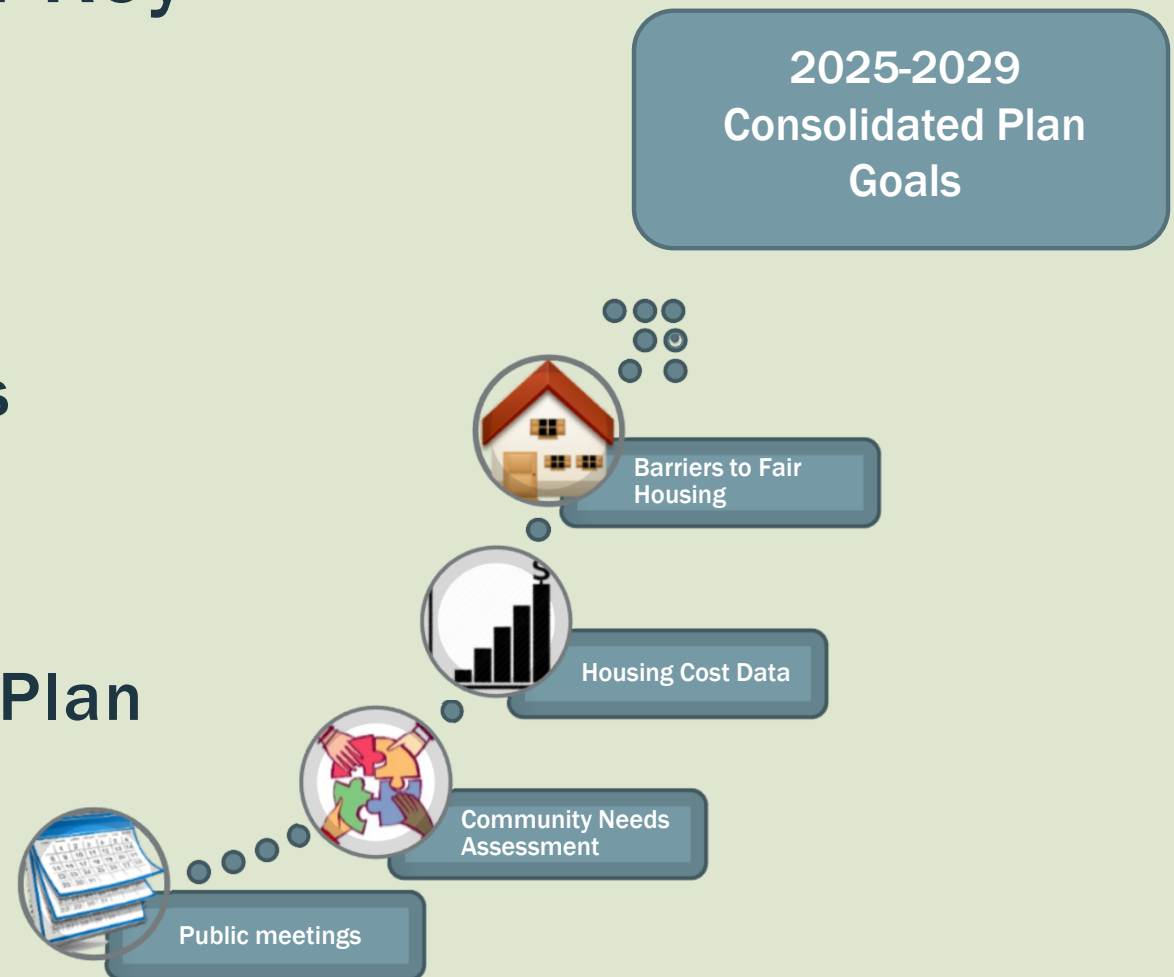 2025-2029
Consolidated Plan
Goals
Barriers to Fair
Housing
Housing Cost Data
Plan
Community Needs
Assessment
Public meetings